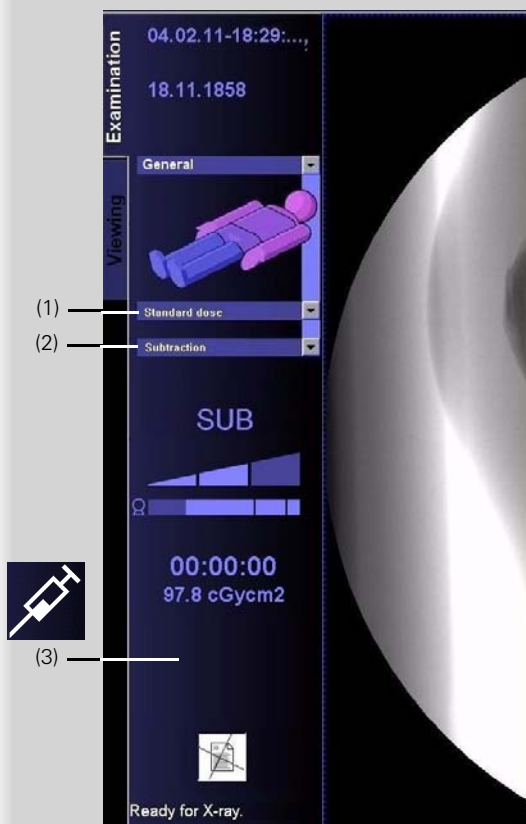 Examination
Viewing
04.02.11-18:29:...,
18.11.1858
General
(1)
Standard dose
(2)
Subtraction
SUB
00:00:00
97.8 cGycm2
(3)
Ready for X-ray.